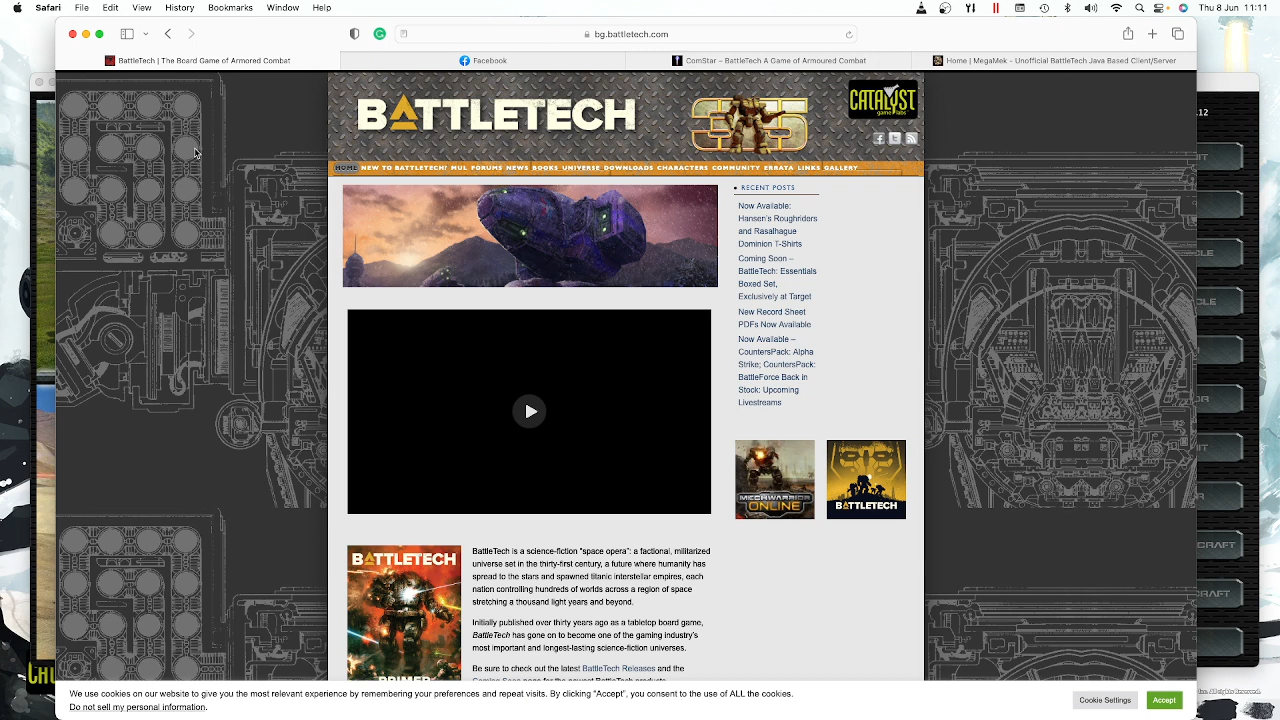 Safari File Edit View History Bookmarks Window Help Thu 8 Jun 11:11
bg.battletech.com
BattleTech | The Board Game of Armored Combat
Facebook
ComStar – BattleTech A Game of Armoured Combat
Home | MegaMek - Unofficial BattleTech Java Based Client/Server
BATTLETECH
35
CATALYST
game labs
HOME NEW TO BATTLETECH? MUL FORUMS NEWS BOOKS UNIVERSE DOWNLOADS CHARACTERS COMMUNITY ERRATA LINKS GALLERY
RECENT POSTS
Now Available:
Hansen's Roughriders
and Rasalhague
Dominion T-Shirts
Coming Soon –
BattleTech: Essentials
Boxed Set,
Exclusively at Target
New Record Sheet
PDFs Now Available
Now Available –
CountersPack: Alpha
Strike; CountersPack:
BattleForce Back in
Stock: Upcoming
Livestreams
MECHWARRIOR
ONLINE
BATTLETECH
BATTLETECH
BattleTech is a science-fiction "space opera": a factional, militarized
universe set in the thirty-first century, a future where humanity has
spread to the stars and spawned titanic interstellar empires, each
nation controlling hundreds of worlds across a region of space
stretching a thousand light years and beyond.
Initially published over thirty years ago as a tabletop board game,
BattleTech has gone on to become one of the gaming industry's
most important and longest-lasting science-fiction universes.
Be sure to check out the latest BattleTech Releases and the
We use cookies on our website to give you the most relevant experience by remembering your preferences and repeat visits. By clicking "Accept", you consent to the use of ALL the cookies.
Do not sell my personal information.
Cookie Settings
Accept